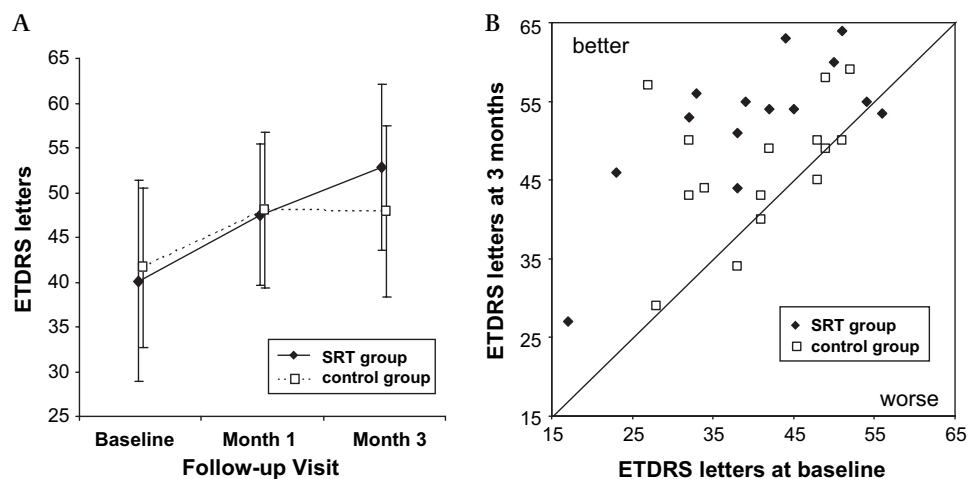 A
ETDRS letters
65
60
55
50
45
40
35
30
25
SRT group
control group
Baseline
Month 1
Month 3
Follow-up Visit
B
ETDRS letters at 3 months
65
55
45
35
25
15
better
SRT group
control group
worse
15
25
35
45
55
65
ETDRS letters at baseline